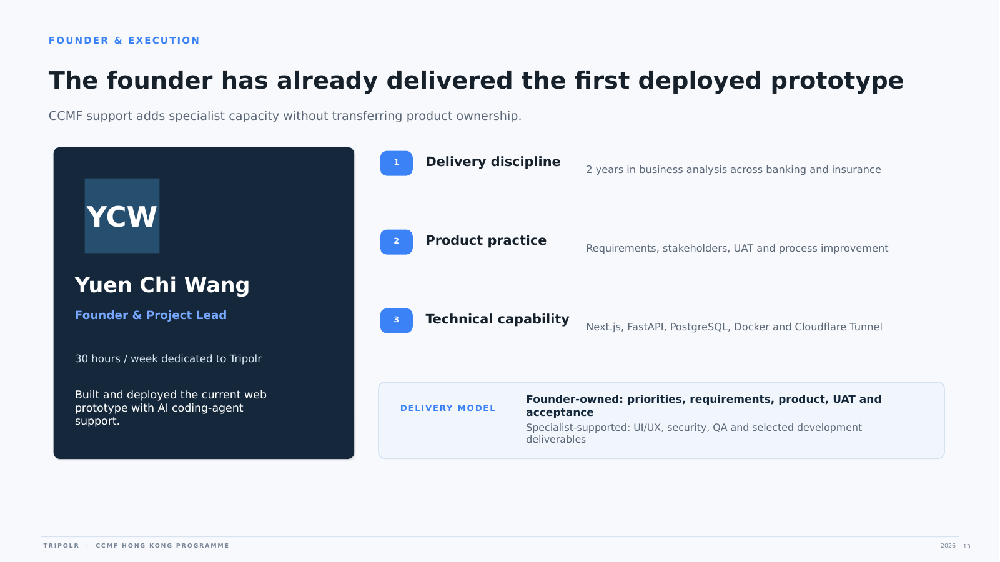 FOUNDER & EXECUTION
The founder has already delivered the first deployed prototype
CCMF support adds specialist capacity without transferring product ownership.
YCW
Yuen Chi Wang
Founder & Project Lead
30 hours / week dedicated to Tripolr
Built and deployed the current web
prototype with AI coding-agent
support.
1
Delivery discipline
2 years in business analysis across banking and insurance
2
Product practice
Requirements, stakeholders, UAT and process improvement
3
Technical capability
Next.js, FastAPI, PostgreSQL, Docker and Cloudflare Tunnel
DELIVERY MODEL
Founder-owned: priorities, requirements, product, UAT and
acceptance
Specialist-supported: UI/UX, security, QA and selected development
deliverables
TRIPOLR | CCMF HONG KONG PROGRAMME
2026 13